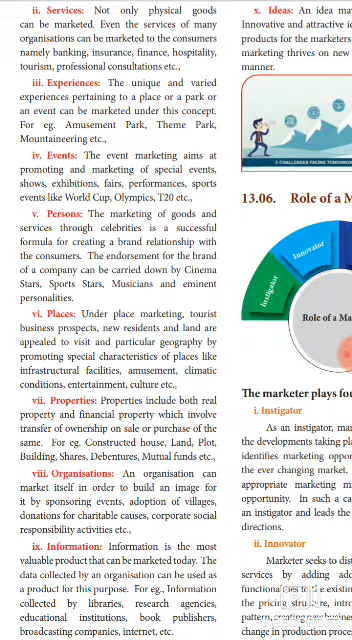 ii. Services: Not only physical goods
can be marketed. Even the services of many
organisations can be marketed to the consumers
namely banking, insurance, finance, hospitality,
tourism, professional consultations etc.,
iii. Experiences: The unique and varied
experiences pertaining to a place or a park or
an event can be marketed under this concept.
For eg. Amusement Park, Theme Park,
Mountaineering etc.,
iv. Events: The event marketing aims at
promoting and marketing of special events,
shows, exhibitions, fairs, performances, sports
events like World Cup, Olympics, T20 etc.,
v. Persons: The marketing of goods and
services through celebrities is a successful
formula for creating a brand relationship with
the consumers. The endorsement for the brand
of a company can be carried down by Cinema
Stars, Sports Stars, Musicians and eminent
personalities.
vi. Places: Under place marketing, tourist
business prospects, new residents and land are
appealed to visit and particular geography by
promoting special characteristics of places like
infrastructural facilities, amusement, climatic
conditions, entertainment, culture etc.,
vii. Properties: Properties include both real
property and financial property which involve
transfer of ownership on sale or purchase of the
same. For eg. Constructed house, Land, Plot,
Building, Shares, Debentures, Mutual funds etc.,
viii. Organisations: An organisation can
market itself in order to build an image for
it by sponsoring events, adoption of villages,
donations for charitable causes, corporate social
responsibility activities etc.,
ix. Information: Information is the most
valuable product that can be marketed today. The
data collected by an organisation can be used as
a product for this purpose. For eg., Information
collected by libraries, research agencies,
educational institutions, book publishers,
broadcasting companies, internet, etc.
x. Ideas: An idea may
Innovative and attractive
products for the marketers
marketing thrives on new
manner.
5 CHALLENGES FACING
13.06. Role of a
Instigator
Innovator
Role of a
The marketer plays
i. Instigator
As an instigator,
the developments taking
identifies marketing
the ever changing market.
appropriate marketing
opportunity. In such a
an instigator and leads the
directions.
ii. Innovator
Marketer seeks to
services by adding
to the
the pricing
pattern, creating
change in production